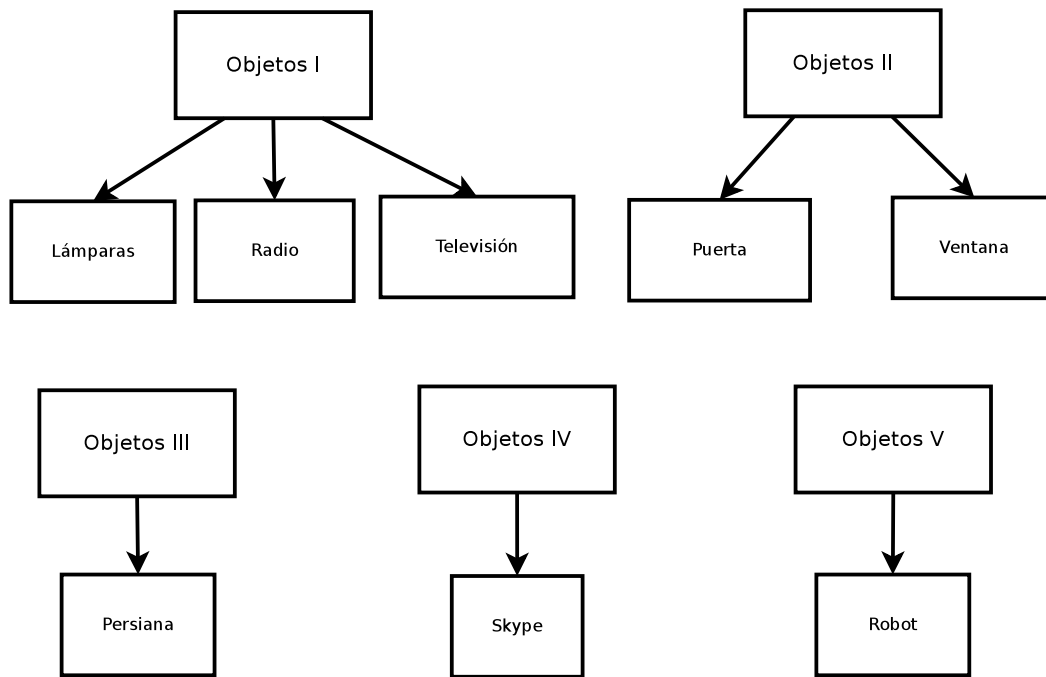 Objetos I
Objetos II
Lámparas
Radio
Televisión
Puerta
Ventana
Objetos III
Objetos IV
Objetos V
Persiana
Skype
Robot